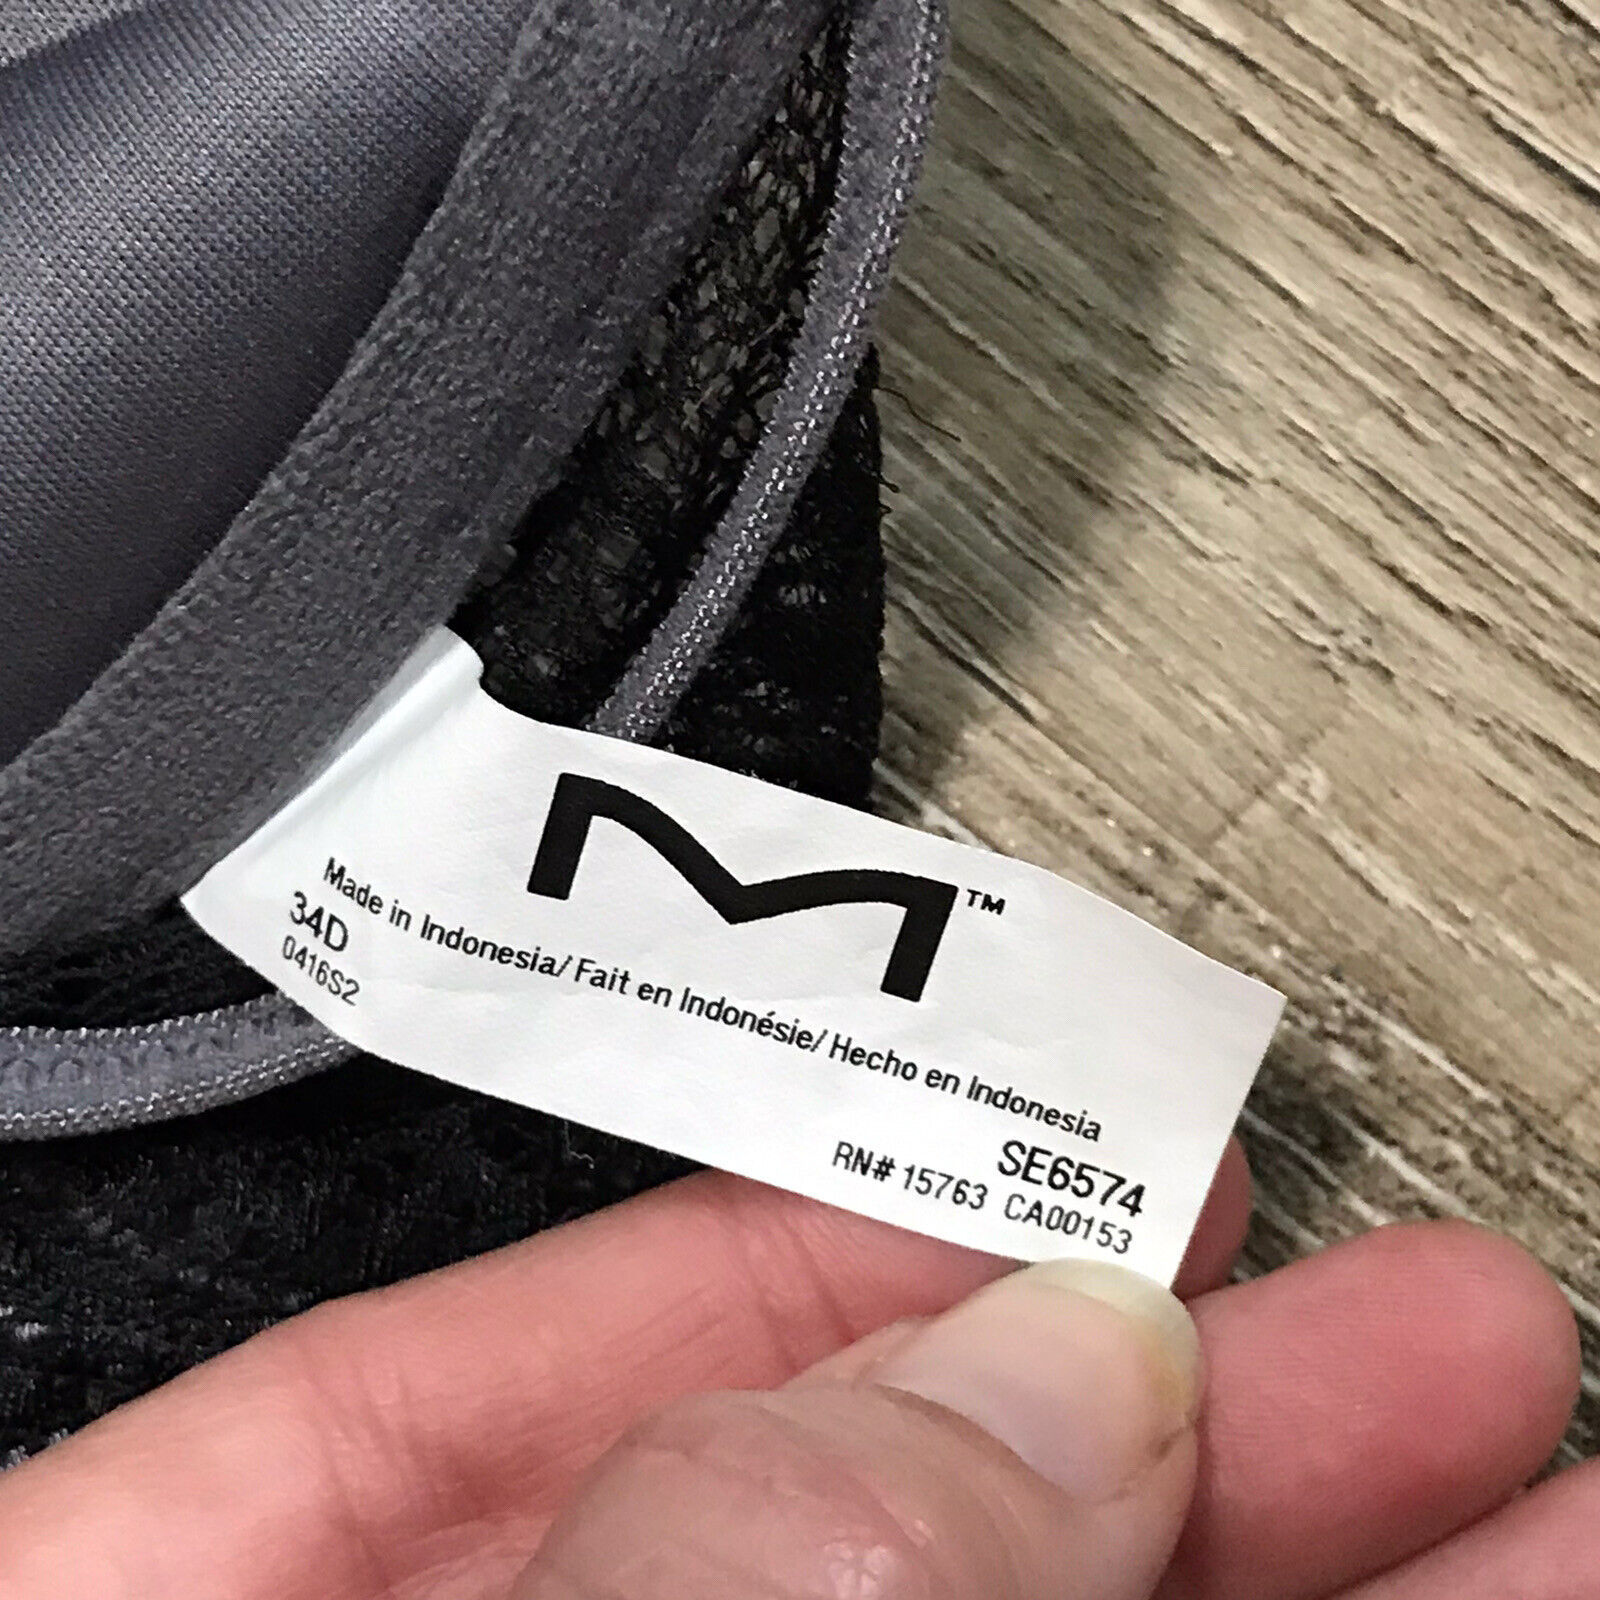 M™
Made in Indonesia/ Fait en Indonésie/ Hecho en Indonesia
34D
0416S2
SE6574
RN# 15763 CA00153